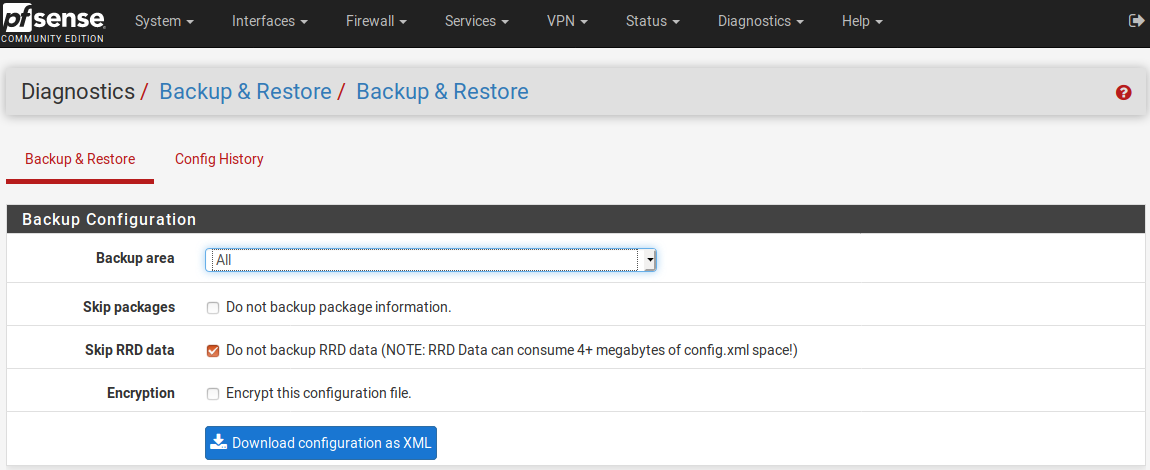 pfsense
COMMUNITY EDITION
System Interfaces Firewall Services VPN Status Diagnostics Help
Diagnostics / Backup & Restore / Backup & Restore
Backup & Restore Config History
Backup Configuration
Backup area All
Skip packages Do not backup package information.
Skip RRD data Do not backup RRD data (NOTE: RRD Data can consume 4+ megabytes of config.xml space!)
Encryption Encrypt this configuration file.
Download configuration as XML